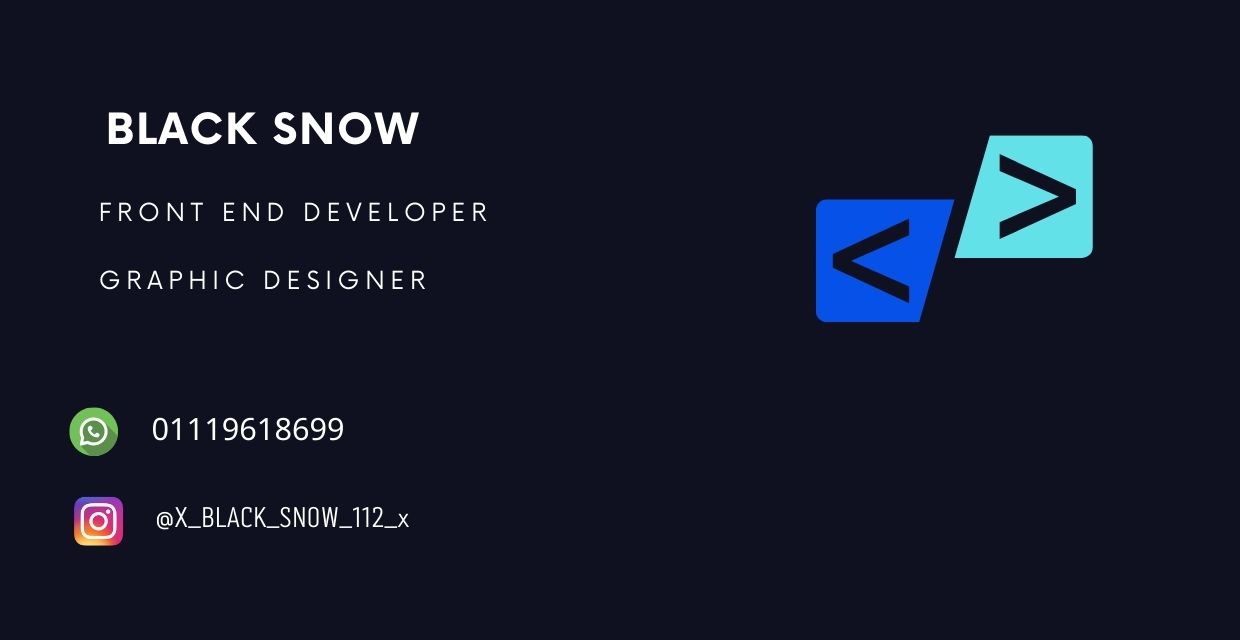 BLACK SNOW
FRONT END DEVELOPER
GRAPHIC DESIGNER
< >
01119618699
@X_BLACK_SNOW_112_x